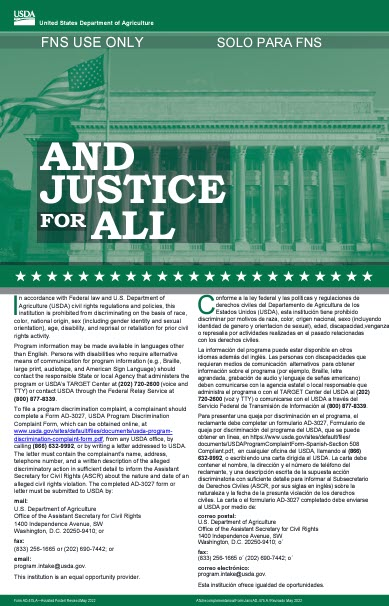 USDA
United States Department of Agriculture
FNS USE ONLY
SOLO PARA FNS
AND
JUSTICE
FOR ALL
In accordance with Federal law and U.S. Department of
Agriculture (USDA) civil rights regulations and policies, this
institution is prohibited from discriminating on the basis of race,
color, national origin, sex (including gender identity and sexual
orientation), age, disability, and reprisal or retaliation for prior civil
rights activity.
Program information may be made available in languages other
than English. Persons with disabilities who require alternative
means of communication for program information (e.g., Braille,
large print, audiotape, and American Sign Language) should
contact the responsible State or local Agency that administers the
program or USDA's TARGET Center at (202) 720-2600 (voice and
TTY) or contact USDA through the Federal Relay Service at
(800) 877-8339.
To file a program discrimination complaint, a complainant should
complete a Form AD-3027, USDA Program Discrimination
Complaint Form, which can be obtained online, at
www.usda.gov/sites/default/files/documents/usda-program-
discrimination-complaint-form.pdf, from any USDA office, by
calling (866) 632-9992, or by writing a letter addressed to USDA.
The letter must contain the complainant's name, address,
telephone number, and a written description of the alleged
discriminatory action in sufficient detail to inform the Assistant
Secretary for Civil Rights (ASCR) about the nature and date of an
alleged civil rights violation. The completed AD-3027 form or
letter must be submitted to USDA by:
mail:
U.S. Department of Agriculture
Office of the Assistant Secretary for Civil Rights
1400 Independence Avenue, SW
Washington, D.C. 20250-9410; or
fax:
(833) 256-1665 or (202) 690-7442; or
email:
program.intake@usda.gov.
This institution is an equal opportunity provider.
Conforme a la ley federal y las políticas y regulaciones de
derechos civiles del Departamento de Agricultura de los
Estados Unidos (USDA), esta institución tiene prohibido
discriminar por motivos de raza, color, origen nacional, sexo (incluyendo
identidad de genero y orientacion de sexual), edad, discapacidad, venganza
o represalia por actividades realizadas en el pasado relacionadas
con los derechos civiles.
La información del programa puede estar disponible en otros
idiomas además del inglés. Las personas con discapacidades que
requieran medios de comunicación alternativos para obtener
información sobre el programa (por ejemplo, Braille, letra
agrandada, grabación de audio y lenguaje de señas americano)
deben comunicarse con la agencia estatal o local responsable que
administra el programa o con el TARGET Center del USDA al (202)
720-2600 (voz y TTY) o comunicarse con el USDA a través del
Servicio Federal de Transmisión de Información al (800) 877-8339.
Para presentar una queja por discriminación en el programa, el
reclamante debe completar un formulario AD-3027, Formulario de
queja por discriminación del programa del USDA, que se puede
obtener en línea, en https://www.usda.gov/sites/default/files/
documents/USDAProgramComplaintForm-Spanish-Section 508
Compliant.pdf, en cualquier oficina del USDA, llamando al (866)
632-9992, o escribiendo una carta dirigida al USDA. La carta debe
contener el nombre, la dirección y el número de teléfono del
reclamante, y una descripción escrita de la supuesta acción
discriminatoria con suficiente detalle para informar al Subsecretario
de Derechos Civiles (ASCR, por sus siglas en inglés) sobre la
naturaleza y la fecha de la presunta violación de los derechos
civiles. La carta o el formulario AD-3027 completado debe enviarse
al USDA por medio de:
correo postal:
U.S. Department of Agriculture
Office of the Assistant Secretary for Civil Rights
1400 Independence Avenue, SW
Washington, D.C. 20250-9410; o'
fax:
(833) 256-1665 o' (202) 690-7442; o'
correo electrónico:
program.intake@usda.gov.
Esta institución ofrece igualdad de oportunidades.